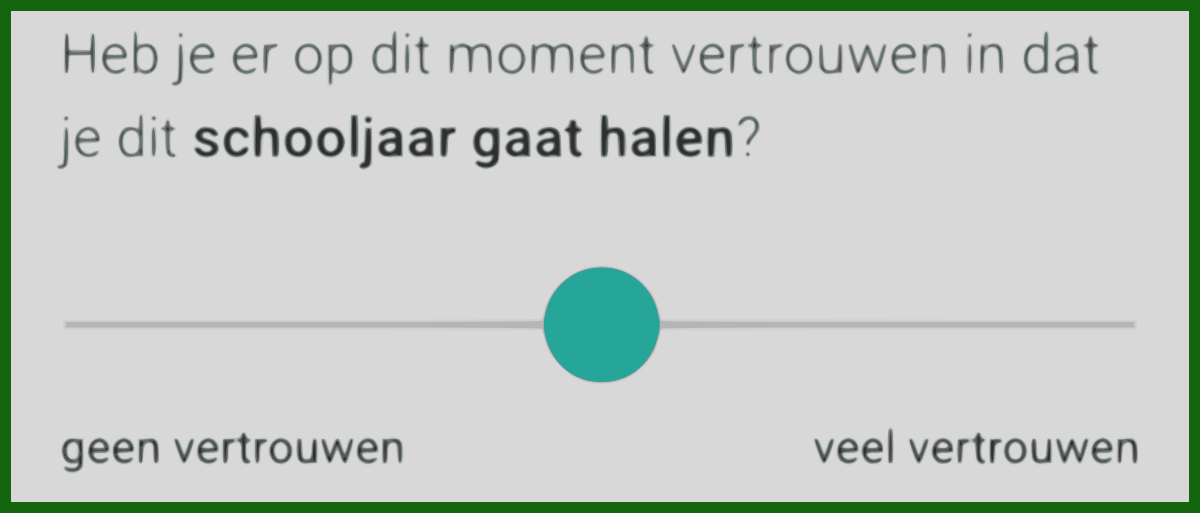 Heb je er op dit moment vertrouwen in dat
je dit schooljaar gaat halen?
geen vertrouwen
veel vertrouwen